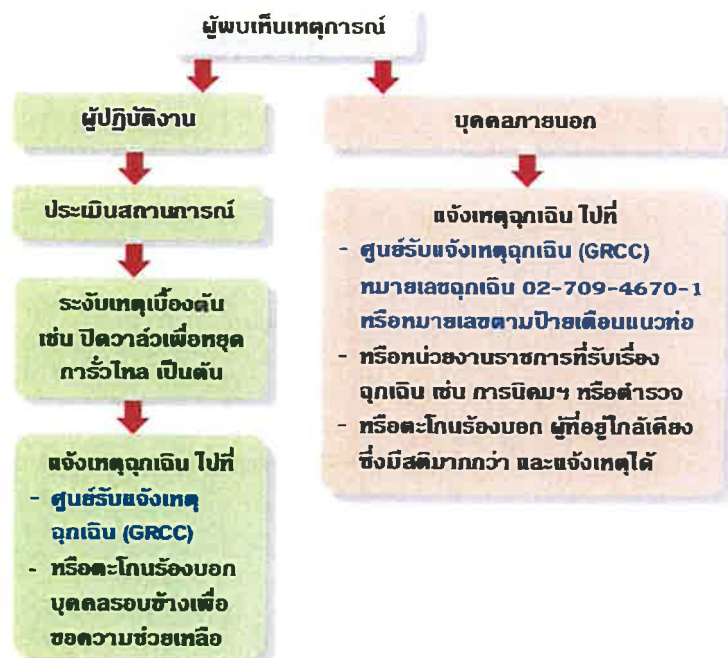 ผู้พบเห็นเหตุการณ์
ผู้ปฏิบัติงาน
ประเมินสถานการณ์
ระงับเหตุเบื้องต้น
เช่น ปิดวาล์วเพื่อหยุด
การั่วไหล เป็นต้น
แจ้งเหตุฉุกเฉิน ไปที่
- ศูนย์รับแจ้งเหตุ
ฉุกเฉิน (GRCC)
- หรือตะโกนร้องบอก
บุคคลรอบข้างเพื่อ
ขอความช่วยเหลือ
บุคคลภายนอก
แจ้งเหตุฉุกเฉิน ไปที่
- ศูนย์รับแจ้งเหตุฉุกเฉิน (GRCC)
หมายเลขฉุกเฉิน 02-709-4670-1
หรือหมายเลขตามป้ายเตือนแนวท่อ
- หรือหน่วยงานราชการที่รับเรื่อง
ฉุกเฉิน เช่น การนิคมฯ หรือตำรวจ
- หรือตะโกนร้องบอก ผู้ที่อยู่ใกล้เคียง
ซึ่งมีสติมากกว่า และแจ้งเหตุได้